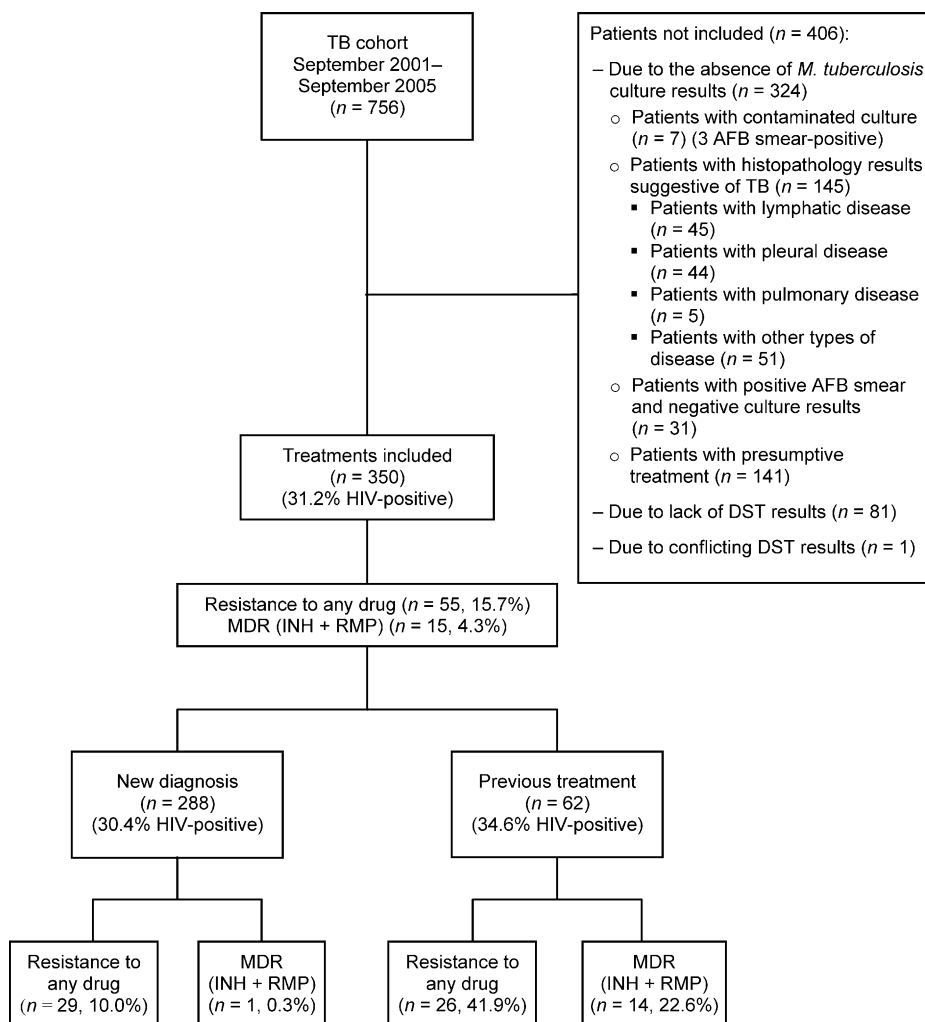 TB cohort
September 2001–
September 2005
(n = 756)
Patients not included (n = 406):
– Due to the absence of M. tuberculosis
culture results (n = 324)
○ Patients with contaminated culture
(n = 7) (3 AFB smear-positive)
○ Patients with histopathology results
suggestive of TB (n = 145)
▪ Patients with lymphatic disease
(n = 45)
▪ Patients with pleural disease
(n = 44)
▪ Patients with pulmonary disease
(n = 5)
▪ Patients with other types of
disease (n = 51)
○ Patients with positive AFB smear
and negative culture results
(n = 31)
○ Patients with presumptive
treatment (n = 141)
– Due to lack of DST results (n = 81)
– Due to conflicting DST results (n = 1)
Treatments included
(n = 350)
(31.2% HIV-positive)
Resistance to any drug (n = 55, 15.7%)
MDR (INH + RMP) (n = 15, 4.3%)
New diagnosis
(n = 288)
(30.4% HIV-positive)
Previous treatment
(n = 62)
(34.6% HIV-positive)
Resistance to
any drug
(n = 29, 10.0%)
MDR
(INH + RMP)
(n = 1, 0.3%)
Resistance to
any drug
(n = 26, 41.9%)
MDR
(INH + RMP)
(n = 14, 22.6%)